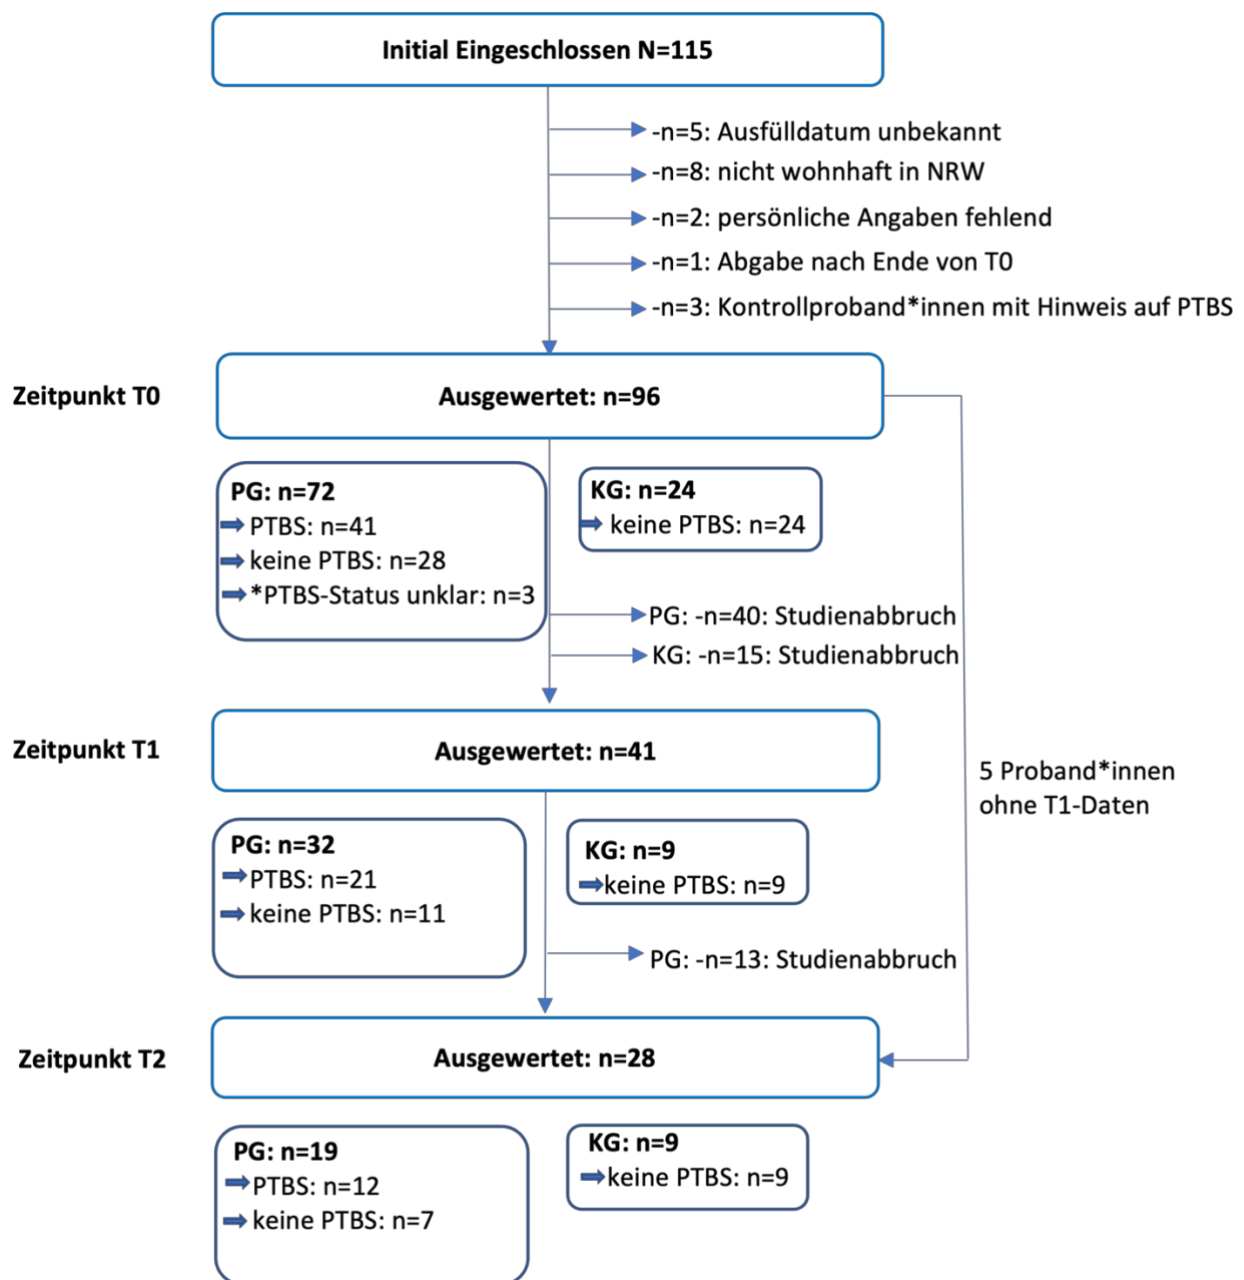 Initial Eingeschlossen N=115
-n=5: Ausfülldatum unbekannt
-n=8: nicht wohnhaft in NRW
-n=2: persönliche Angaben fehlend
-n=1: Abgabe nach Ende von T0
-n=3: Kontrollproband*innen mit Hinweis auf PTBS
Zeitpunkt T0
Ausgewertet: n=96
PG: n=72
PTBS: n=41
keine PTBS: n=28
*PTBS-Status unklar: n=3
KG: n=24
keine PTBS: n=24
PG: -n=40: Studienabbruch
KG: -n=15: Studienabbruch
Zeitpunkt T1
Ausgewertet: n=41
5 Proband*innen
ohne T1-Daten
PG: n=32
PTBS: n=21
keine PTBS: n=11
KG: n=9
keine PTBS: n=9
PG: -n=13: Studienabbruch
Zeitpunkt T2
Ausgewertet: n=28
PG: n=19
PTBS: n=12
keine PTBS: n=7
KG: n=9
keine PTBS: n=9